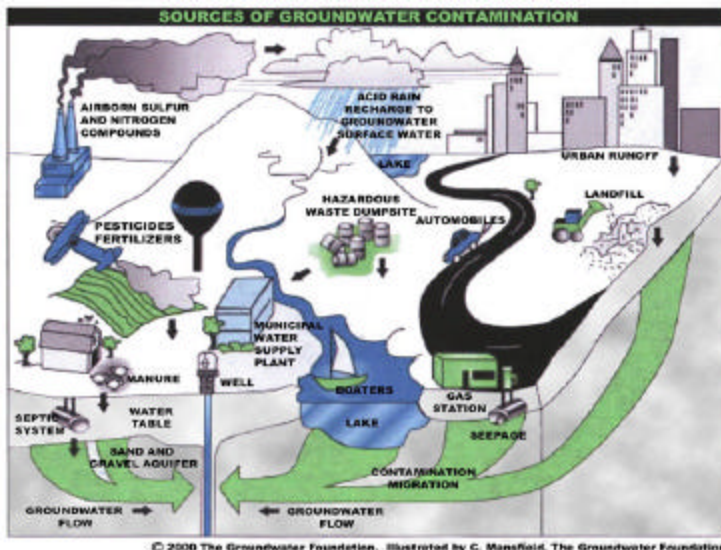 SOURCES OF GROUNDWATER CONTAMINATION
AIRBORN SULFUR
AND NITROGEN
COMPOUNDS
ACID RAIN
RECHARGE TO
GROUNDWATER
SURFACE WATER
LAKE
URBAN RUNOFF
HAZARDOUS
WASTE DUMPSITE
AUTOMOBILES
LANDFILL
PESTICIDES
FERTILIZERS
MUNICIPAL
WATER
SUPPLY
PLANT
MANURE
WELL
BOATERS
GAS
STATION
SEPTIC
SYSTEM
WATER
TABLE
LAKE
SEEPAGE
SAND AND
GRAVEL AQUIFER
CONTAMINATION
MIGRATION
GROUNDWATER
FLOW
GROUNDWATER
FLOW
© 2000 The Groundwater Foundation. Illustrated by C. Mansfield, The Groundwater Foundation